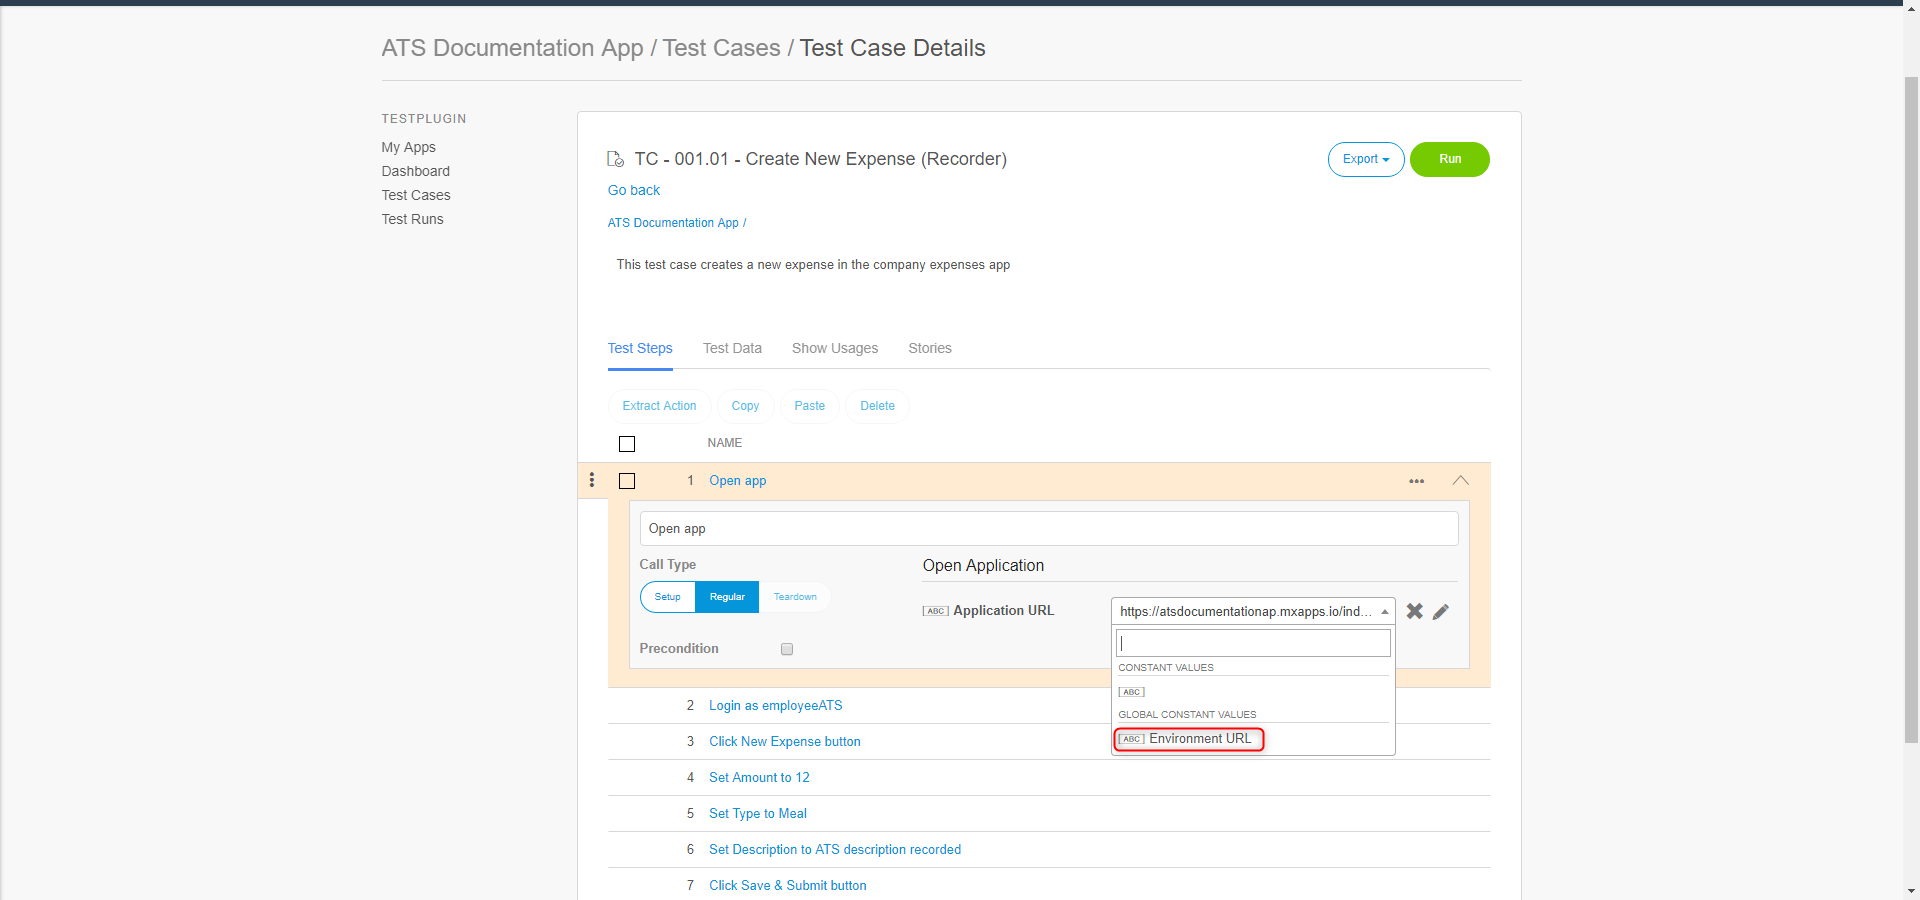 ATS Documentation App / Test Cases / Test Case Details
TESTPLUGIN
My Apps
Dashboard
Test Cases
Test Runs
TC - 001.01 - Create New Expense (Recorder)
Export
Run
Go back
ATS Documentation App /
This test case creates a new expense in the company expenses app
Test Steps
Test Data
Show Usages
Stories
Extract Action
Copy
Paste
Delete
NAME
1 Open app
Open app
Call Type
Setup
Regular
Teardown
Precondition
Open Application
ABC Application URL
https://atsdocumentationap.mxapps.io/ind...
CONSTANT VALUES
ABC
GLOBAL CONSTANT VALUES
ABC Environment URL
2 Login as employeeATS
3 Click New Expense button
4 Set Amount to 12
5 Set Type to Meal
6 Set Description to ATS description recorded
7 Click Save & Submit button